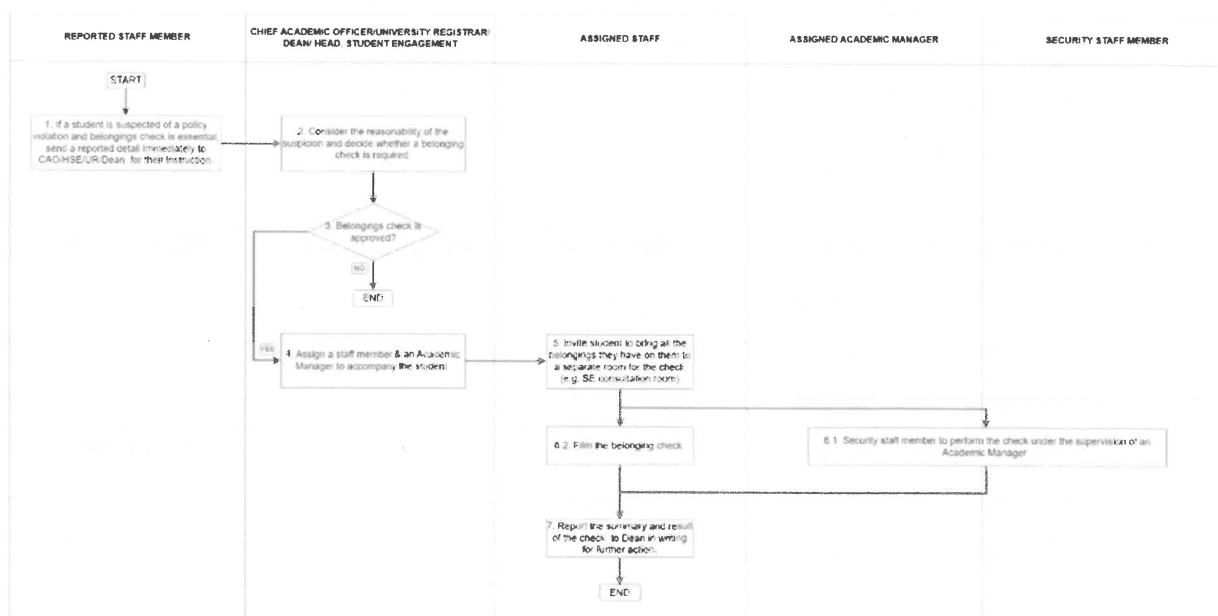 REPORTED STAFF MEMBER
CHIEF ACADEMIC OFFICER/UNIVERSITY REGISTRAR/
DEAN/ HEAD, STUDENT ENGAGEMENT
ASSIGNED STAFF
ASSIGNED ACADEMIC MANAGER
SECURITY STAFF MEMBER
START
1. If a student is suspected of a policy
violation and belongings check is essential,
send a reported detail immediately to
CAO/HSE/UR/Dean for their Instruction.
2. Consider the reasonability of the
suspicion and decide whether a belonging
check is required.
3. Belongings check is
approved?
NO
END
YES
4. Assign a staff member & an Academic
Manager to accompany the student
5. Invite student to bring all the
belongings they have on them to
a separate room for the check
(e.g. SE consultation room)
6.2. Film the belonging check
6.1. Security staff member to perform the check under the supervision of an
Academic Manager
7. Report the summary and result
of the check to Dean in writing
for further action.
END